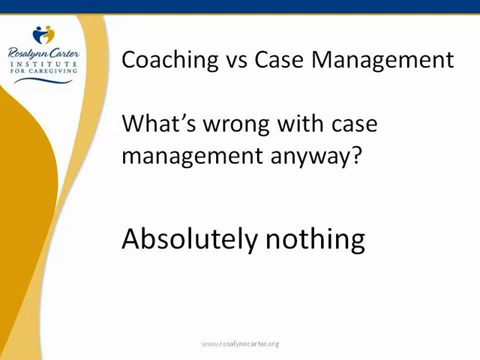 Rosalynn Carter
INSTITUTE
FOR CAREGIVING
Coaching vs Case Management
What's wrong with case
management anyway?
Absolutely nothing
www.rosalynncarter.org